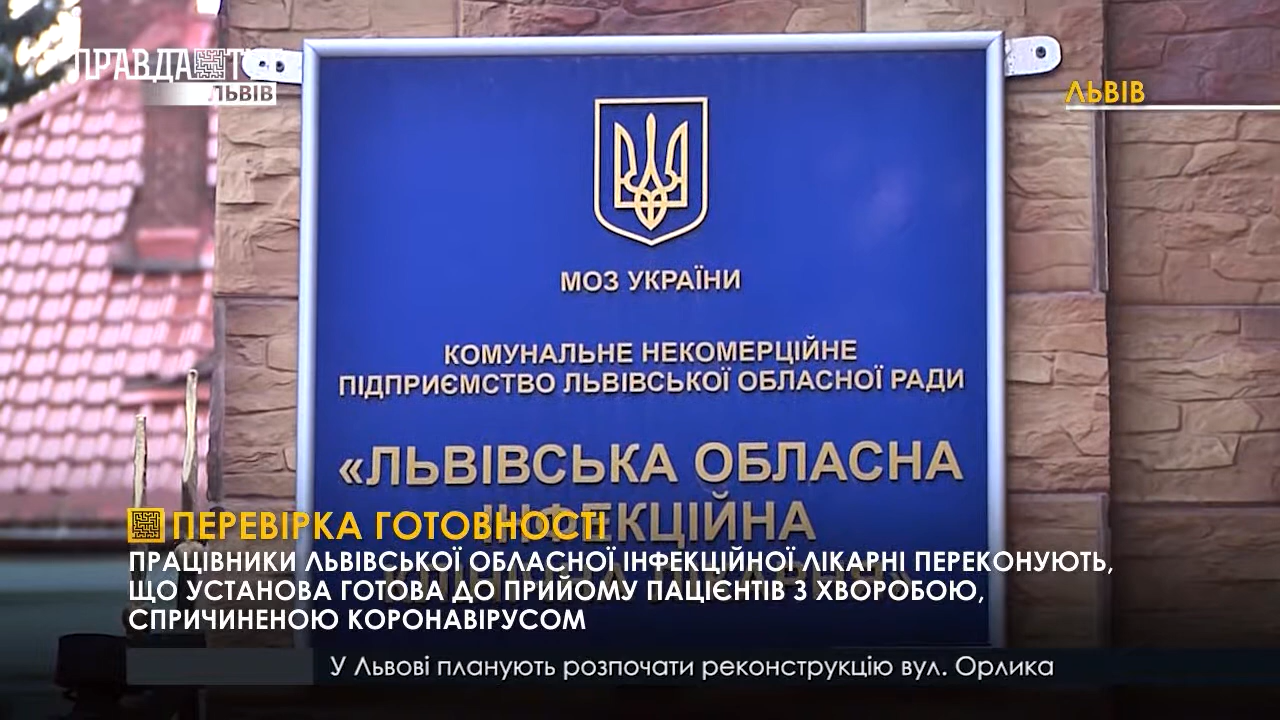 ПРАВДА
ЛЬВІВ
ЛЬВІВ
МОЗ УКРАЇНИ
КОМУНАЛЬНЕ НЕКОМЕРЦІЙНЕ
ПІДПРИЄМСТВО ЛЬВІВСЬКОЇ ОБЛАСНОЇ РАДИ
«ЛЬВІВСЬКА ОБЛАСНА
ІНФЕКЦІЙНА
ПЕРЕВІРКА ГОТОВНОСТІ
ПРАЦІВНИКИ ЛЬВІВСЬКОЇ ОБЛАСНОЇ ІНФЕКЦІЙНОЇ ЛІКАРНІ ПЕРЕКОНУЮТЬ,
ЩО УСТАНОВА ГОТОВА ДО ПРИЙОМУ ПАЦІЄНТІВ З ХВОРОБОЮ,
СПРИЧИНЕНОЮ КОРОНАВІРУСОМ
У Львові планують розпочати реконструкцію вул. Орлика